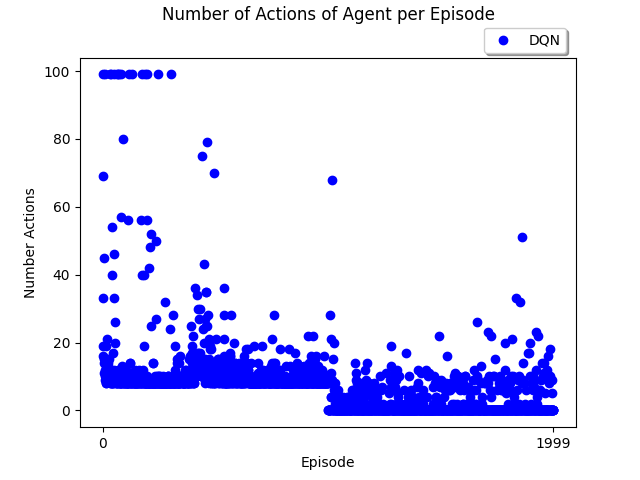 Number of Actions of Agent per Episode
DQN
100
80
60
40
20
0
Number Actions
0
1999
Episode